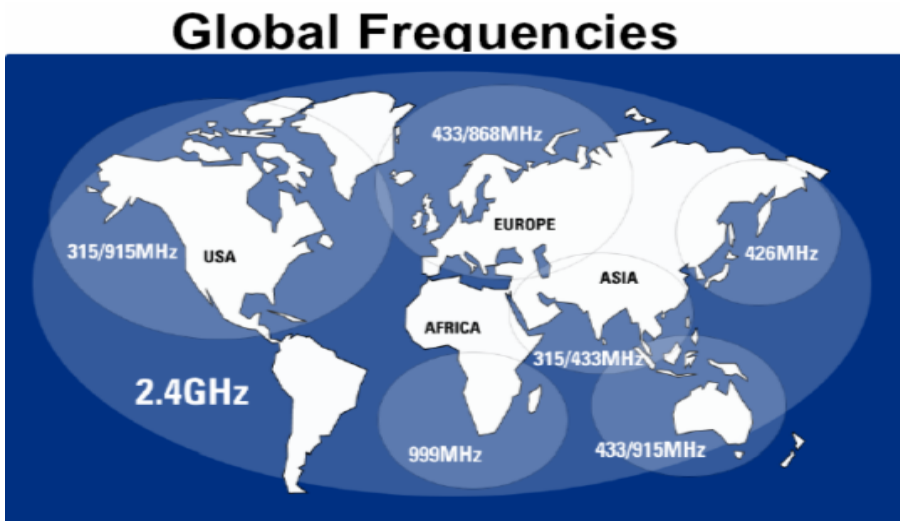 Global Frequencies
433/868MHz
EUROPE
315/915MHz
USA
426MHz
ASIA
AFRICA
315/433MHz
2.4GHz
999MHz
433/915MHz